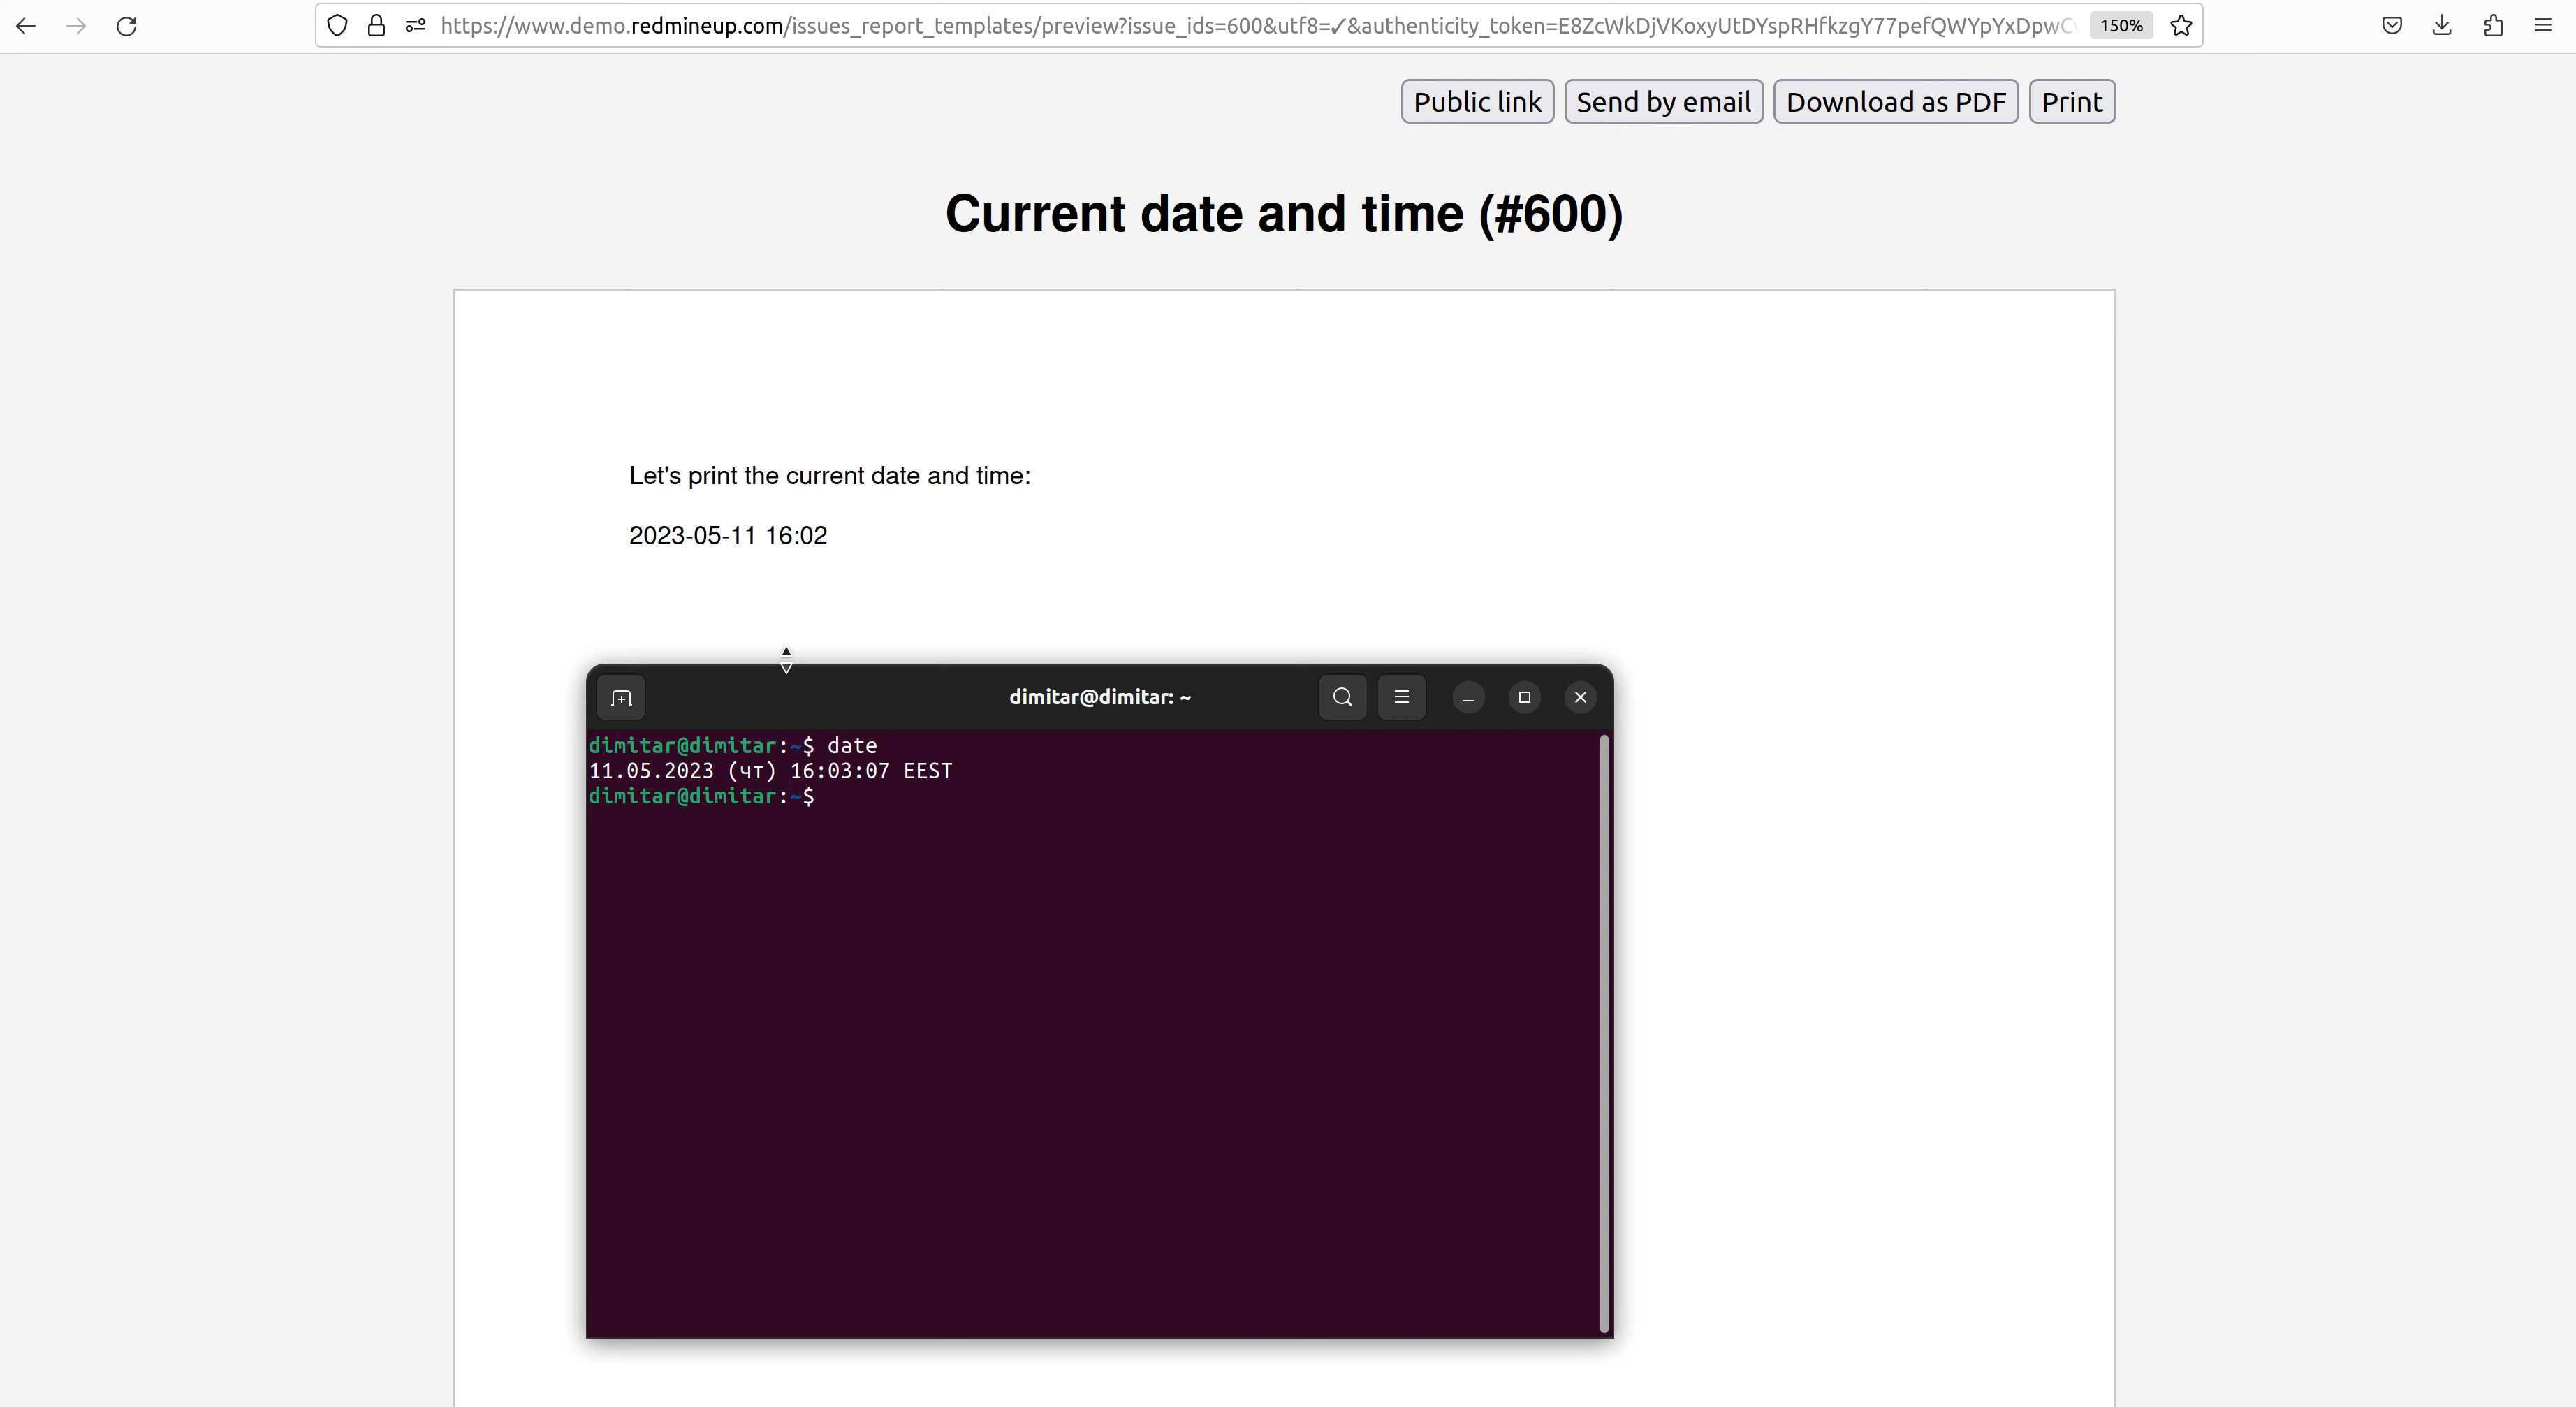 https://www.demo.redmineup.com/issues_report_templates/preview?issue_ids=600&utf8=✓&authenticity_token=E8ZcWkDjVKoxyUtDYspRHfkzgY77pefQWYpYxDpwC
150%
Public link
Send by email
Download as PDF
Print
Current date and time (#600)
Let's print the current date and time:
2023-05-11 16:02
dimitar@dimitar: ~
dimitar@dimitar:~$ date
11.05.2023 (чт) 16:03:07 EEST
dimitar@dimitar:~$